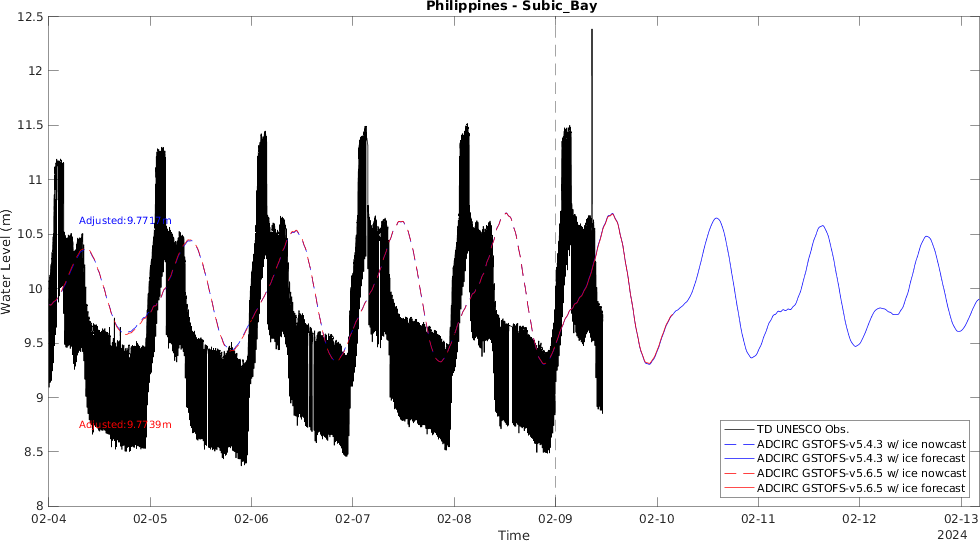 Philippines - Subic_Bay
12.5
12
11.5
11
10.5
10
9.5
9
8.5
8
Water Level (m)
Adjusted:9.7717m
Adjusted:9.7739m
TD UNESCO Obs.
ADCIRC GSTOFS-v5.4.3 w/ ice nowcast
ADCIRC GSTOFS-v5.4.3 w/ ice forecast
ADCIRC GSTOFS-v5.6.5 w/ ice nowcast
ADCIRC GSTOFS-v5.6.5 w/ ice forecast
02-04 02-05 02-06 02-07 02-08 02-09 02-10 02-11 02-12 02-13
Time 2024